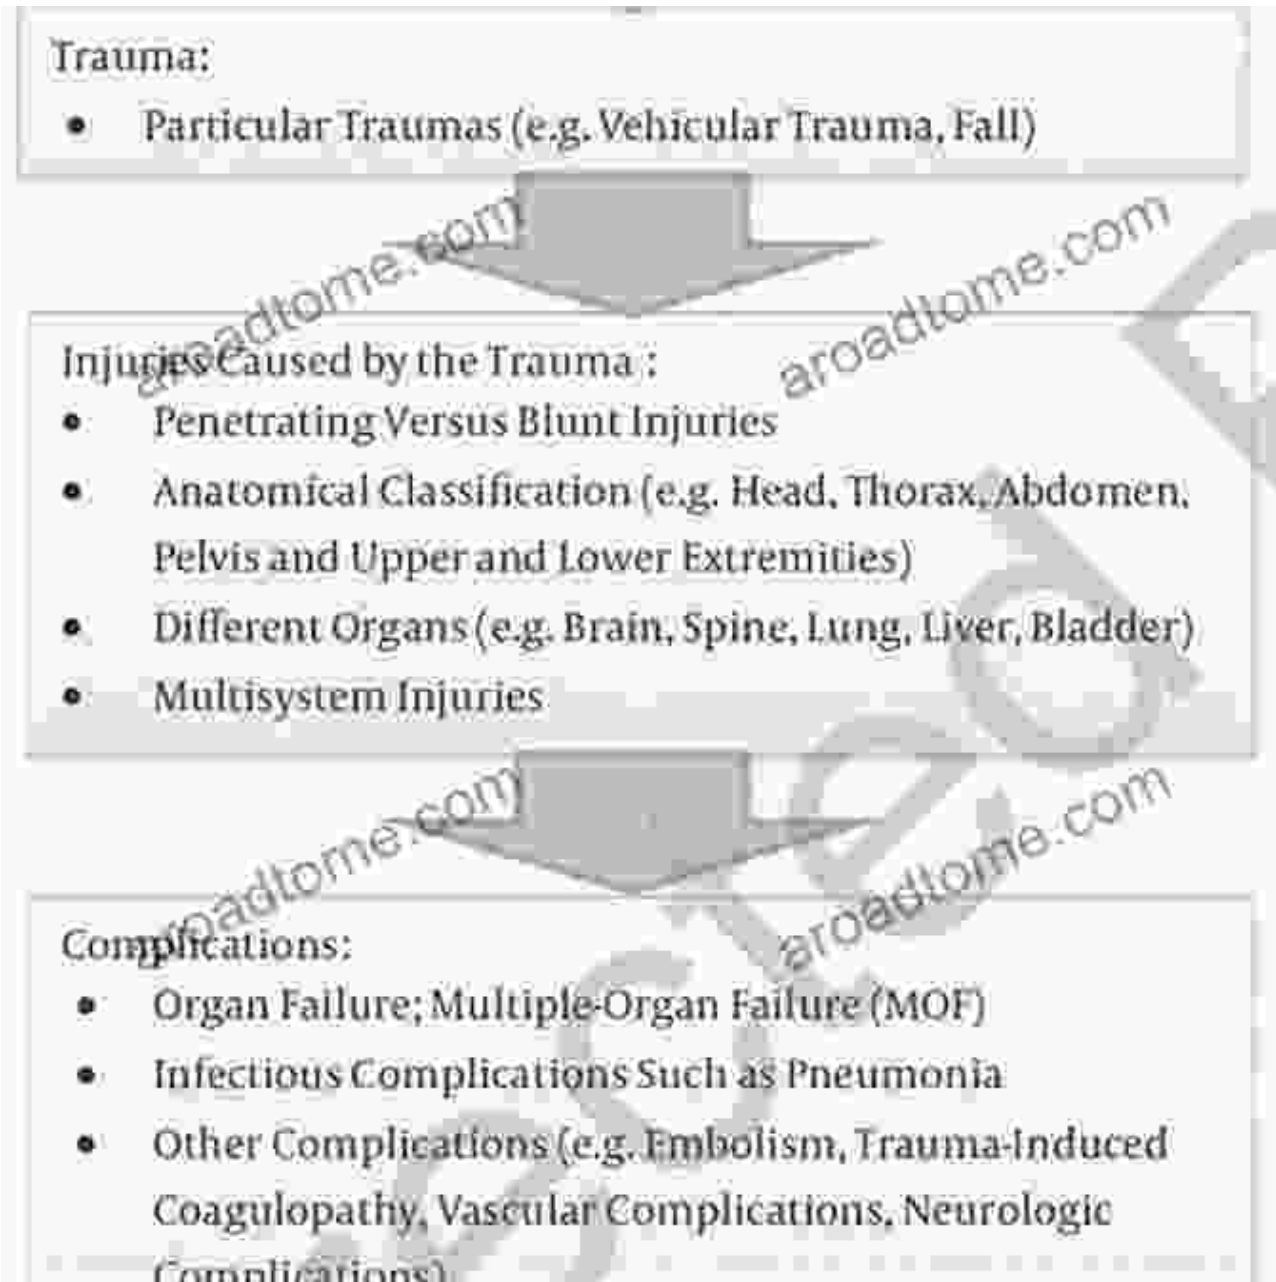 Trauma:
• Particular Traumas (e.g. Vehicular Trauma, Fall)
aroadtome.com
aroadtome.com
Injuries Caused by the Trauma :
• Penetrating Versus Blunt Injuries
• Anatomical Classification (e.g. Head, Thorax, Abdomen,
Pelvis and Upper and Lower Extremities)
• Different Organs (e.g. Brain, Spine, Lung, Liver, Bladder)
• Multisystem Injuries
aroadtome.com
aroadtome.com
Complications:
• Organ Failure; Multiple-Organ Failure (MOF)
• Infectious Complications Such as Pneumonia
• Other Complications (e.g. Embolism, Trauma-Induced
Coagulopathy, Vascular Complications, Neurologic
Complications)